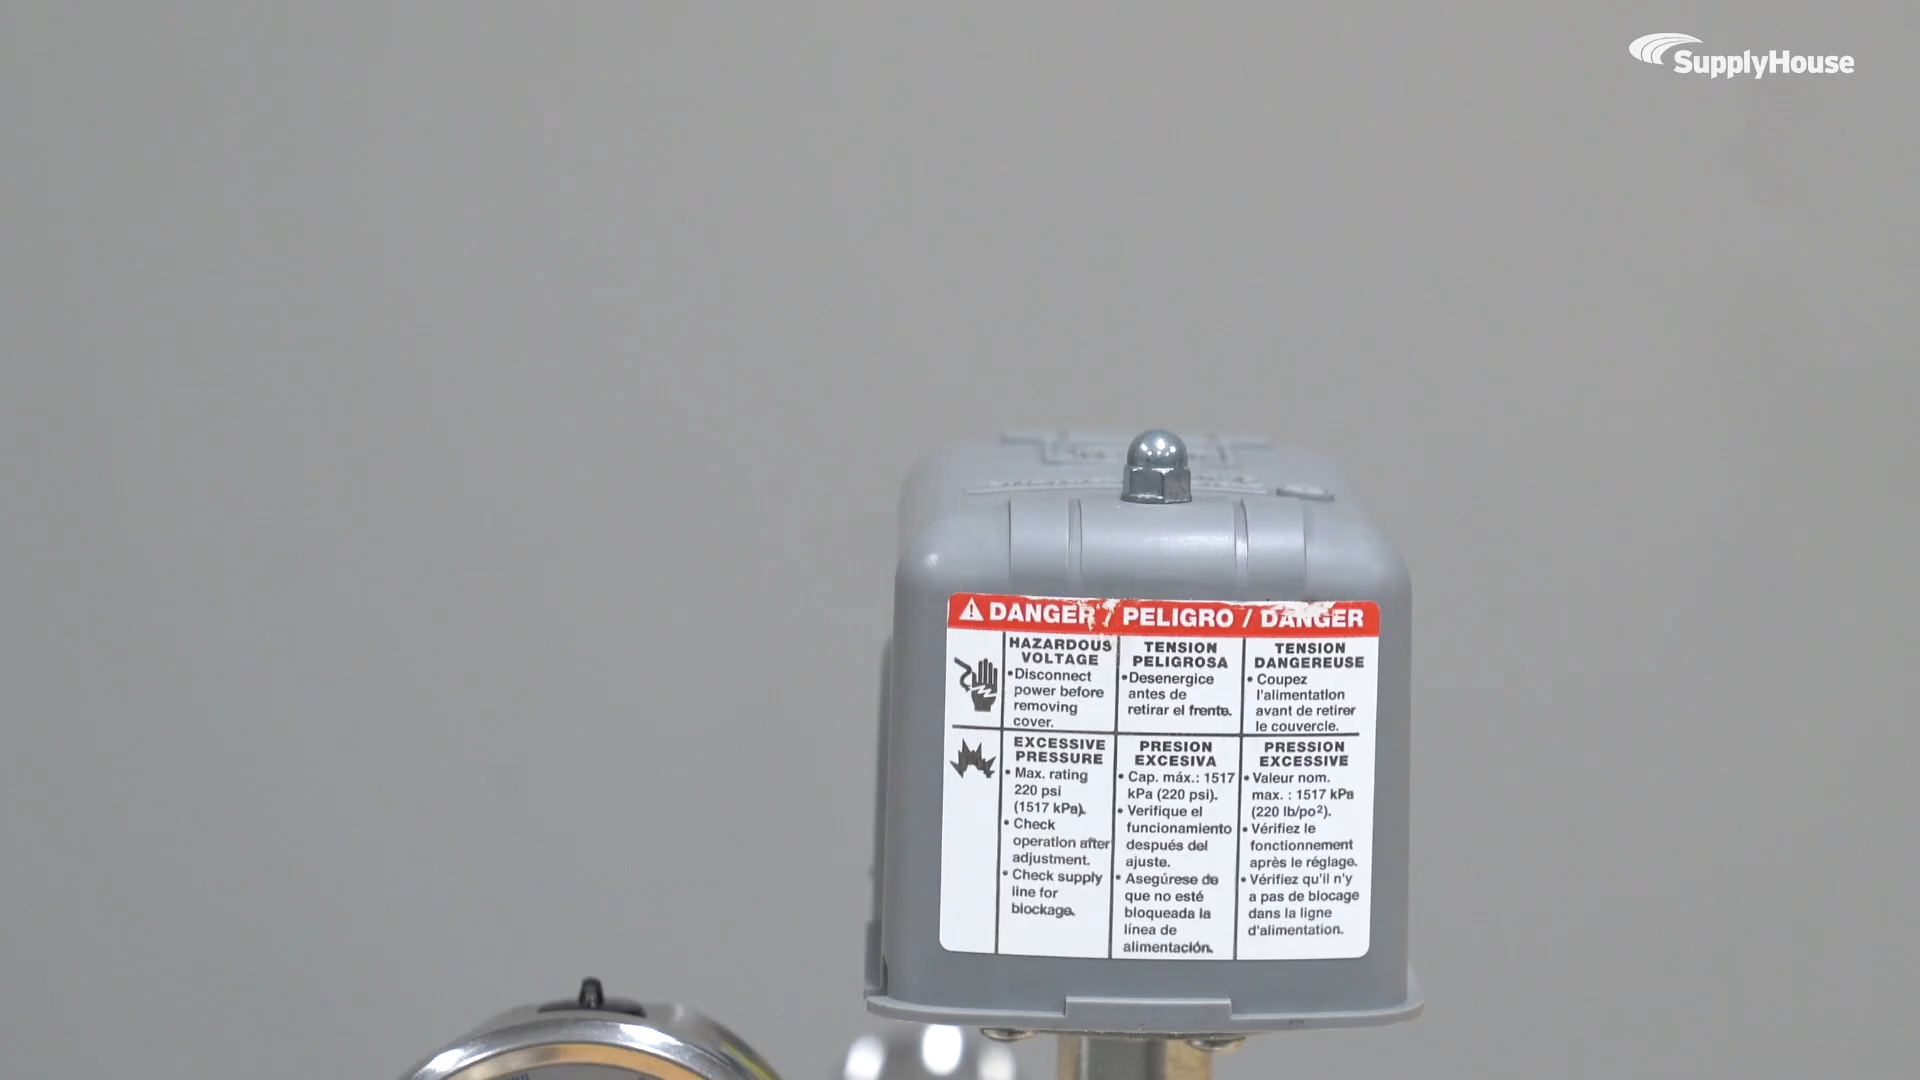 SupplyHouse
DANGER / PELIGRO / DANGER
HAZARDOUS
VOLTAGE
• Disconnect
power before
removing
cover.
TENSION
PELIGROSA
• Desenergice
antes de
retirar el frente.
TENSION
DANGEREUSE
• Coupez
l'alimentation
avant de retirer
le couvercle.
EXCESSIVE
PRESSURE
• Max. rating
220 psi
(1517 kPa).
• Check
operation after
adjustment.
• Check supply
line for
blockage.
PRESION
EXCESIVA
• Cap. máx.: 1517
kPa (220 psi).
• Verifique el
funcionamiento
después del
ajuste.
• Asegúrese de
que no esté
bloqueada la
línea de
alimentación.
PRESSION
EXCESSIVE
• Valeur nom.
max. : 1517 kPa
(220 lb/po²).
• Vérifiez le
fonctionnement
après le réglage.
• Vérifiez qu'il n'y
a pas de blocage
dans la ligne
d'alimentation.